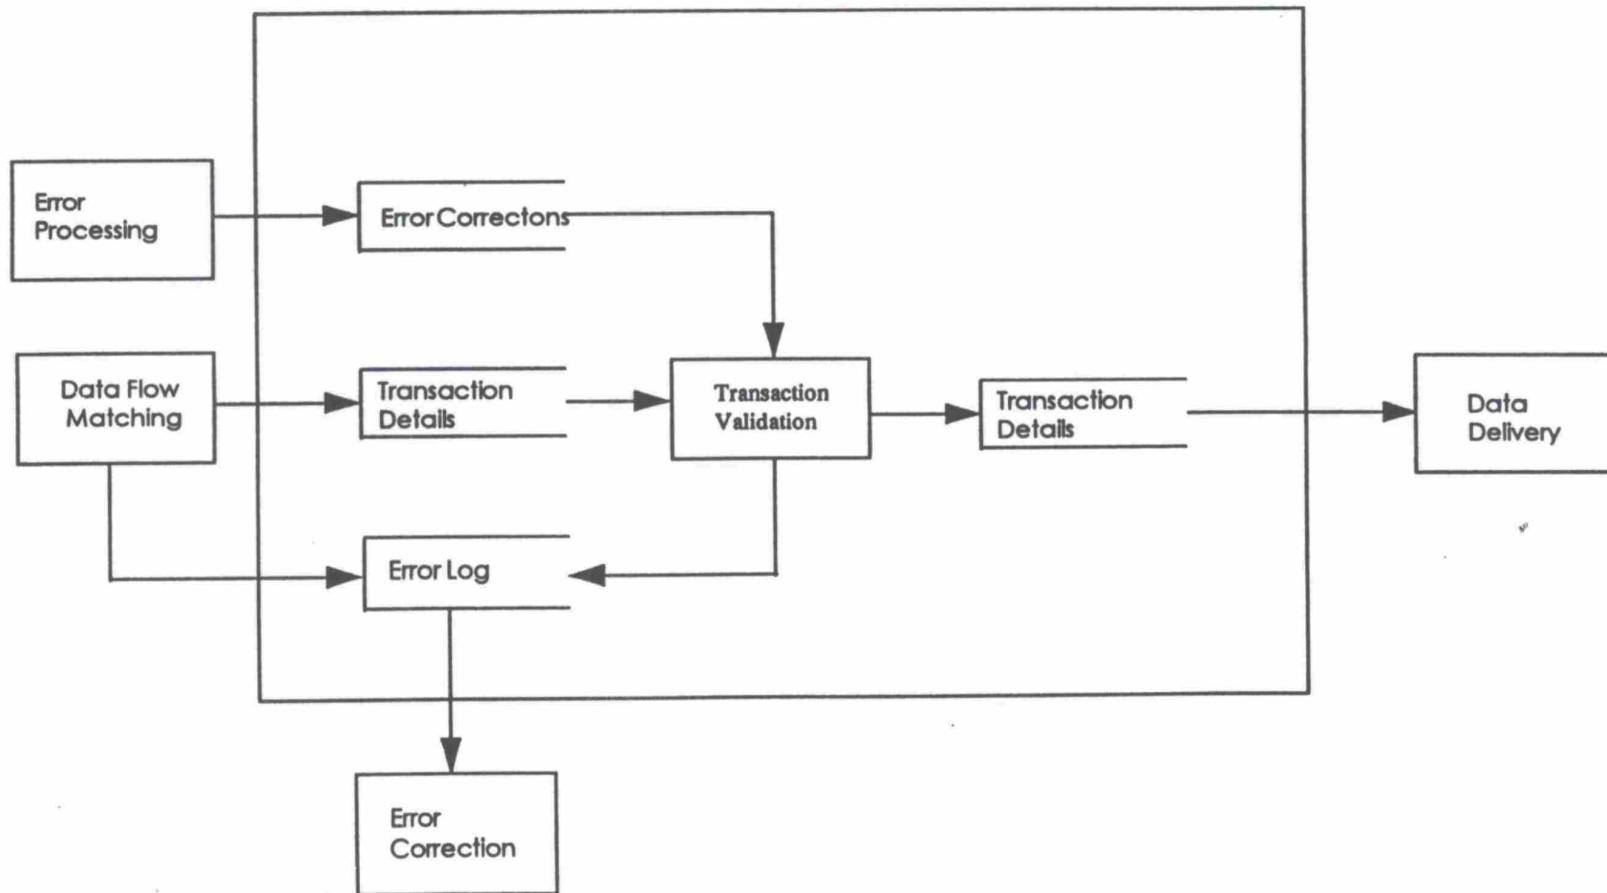 Error
Processing
Error Correctons
Data Flow
Matching
Transaction
Details
Transaction
Validation
Transaction
Details
Data
Delivery
Error Log
Error
Correction